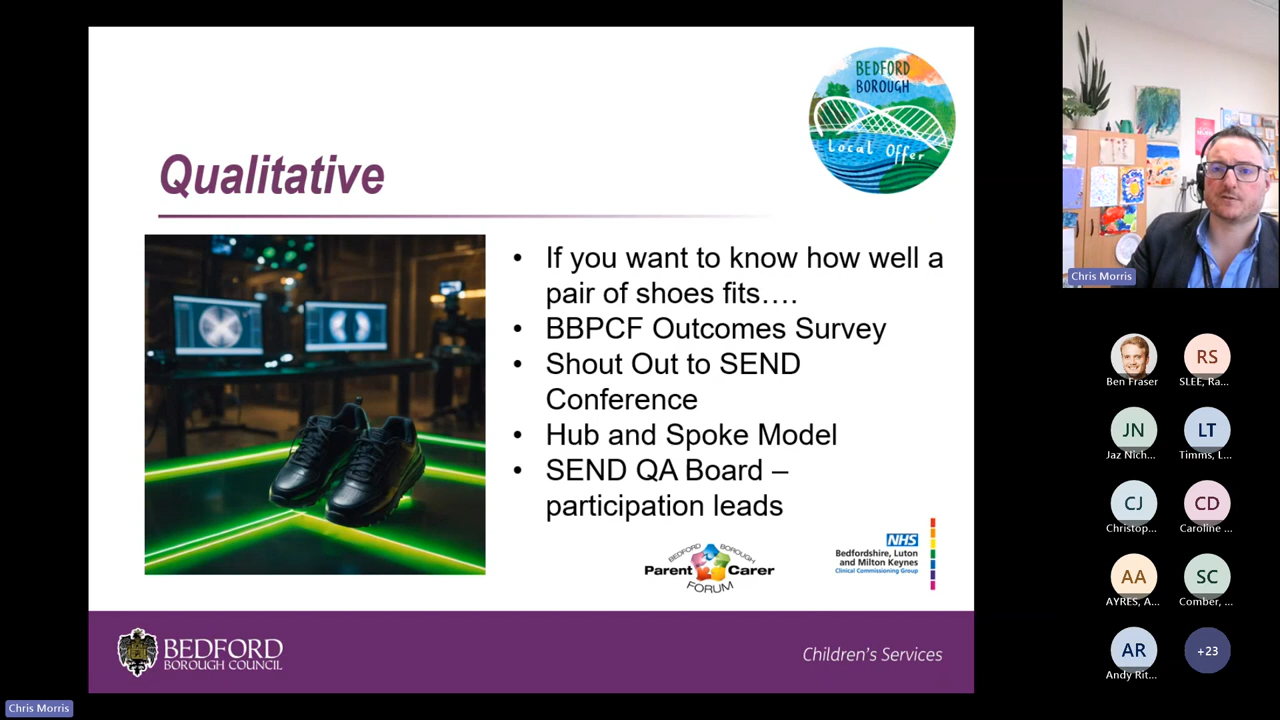 BEDFORD
BOROUGH
Local Offer
Qualitative
• If you want to know how well a
pair of shoes fits….
• BBPCF Outcomes Survey
• Shout Out to SEND
Conference
• Hub and Spoke Model
• SEND QA Board –
participation leads
BEDFORD BOROUGH
Parent Carer
FORUM
NHS
Bedfordshire, Luton
and Milton Keynes
Clinical Commissioning Group
BEDFORD
BOROUGH COUNCIL
Children's Services
Chris Morris
Chris Morris
Ben Fraser
RS
SLEE, Ra...
JN
Jaz Nich...
LT
Timms, L...
CJ
Christop...
CD
Caroline ...
AA
AYRES, A...
SC
Comber, ...
AR
Andy Rit...
+23